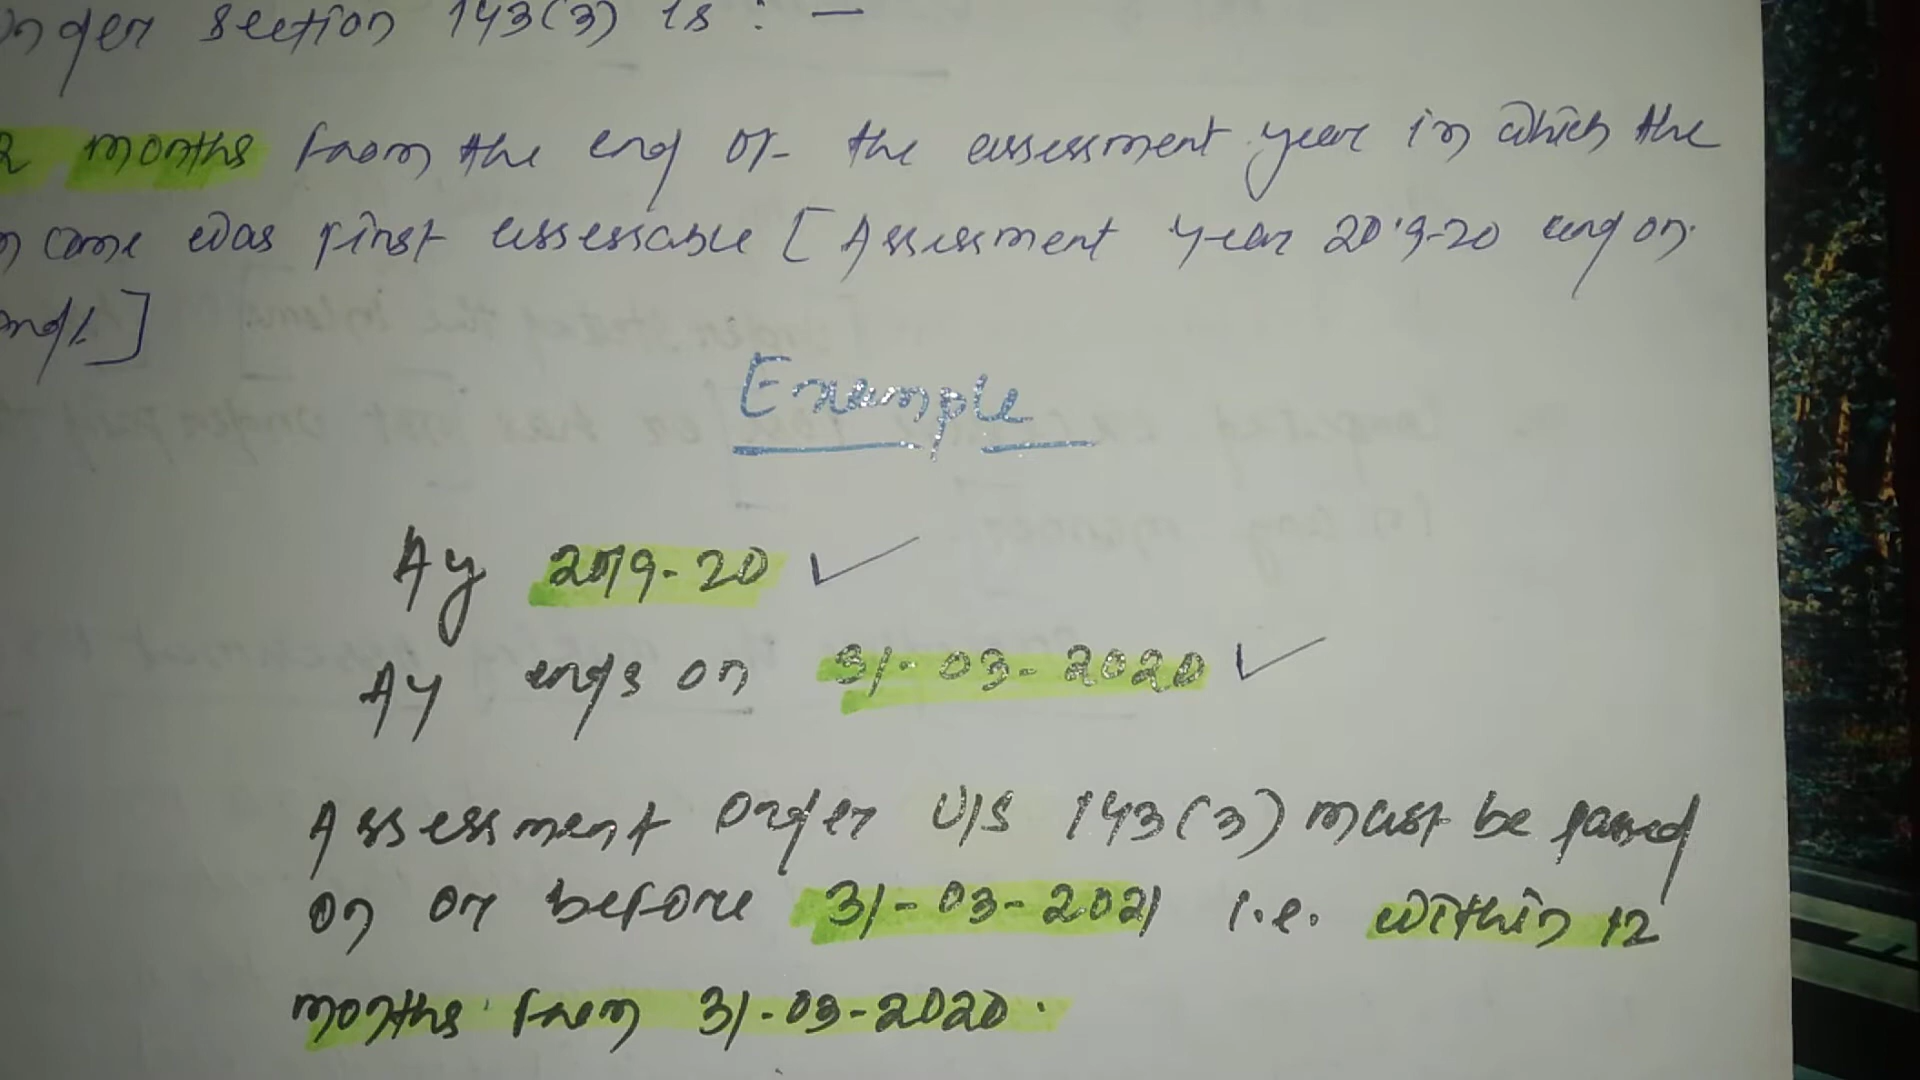 under section 143(3) is : —
2 months from the end of the assessment year in which the
income was first assessable [Assessment year 2019-20 end on
Example
AY 2019-20
AY ends on 31-03-2020
Assessment order U/S 143(3) must be passed
on or before 31-03-2021 i.e. within 12
months from 31-03-2020.